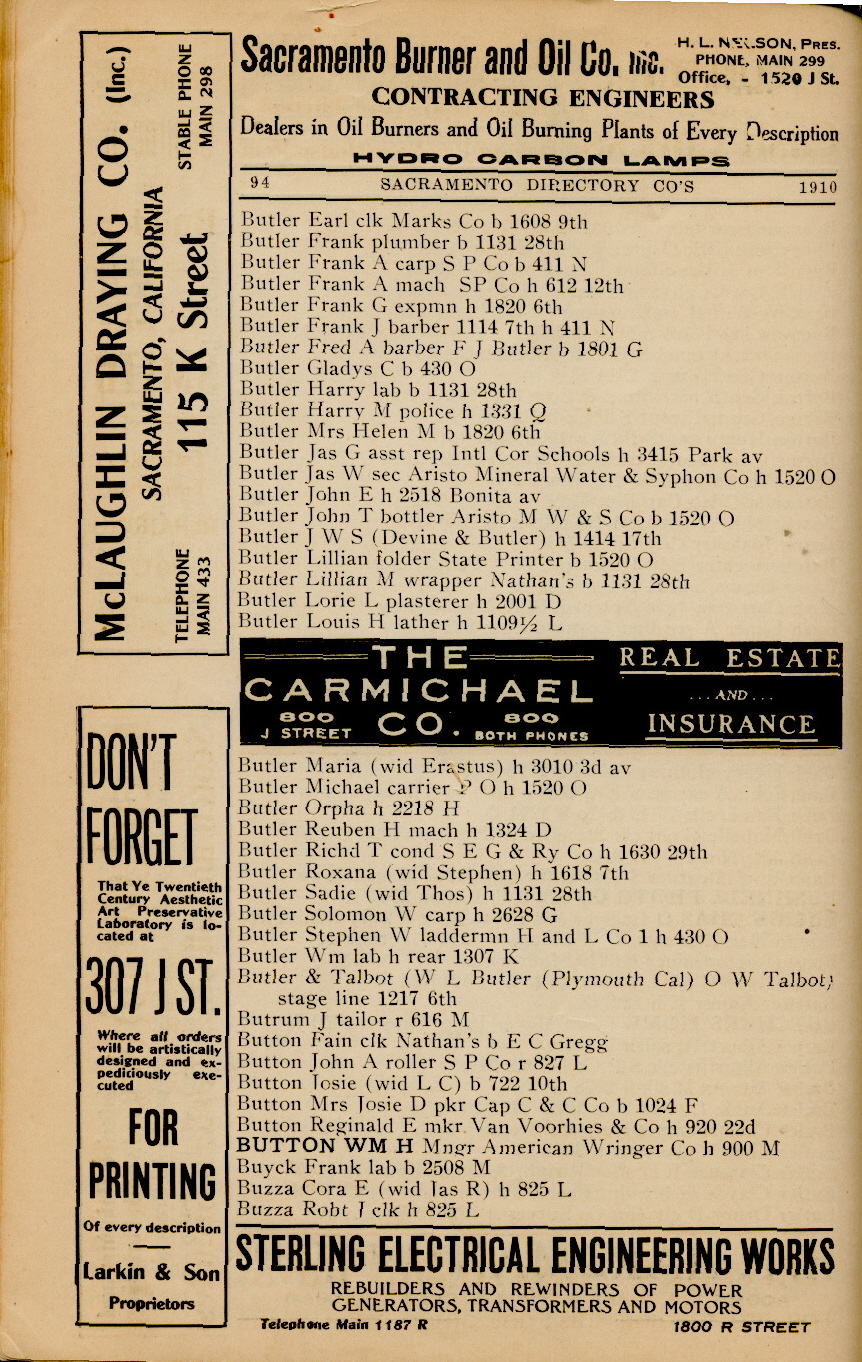 McLAUGHLIN DRAYING CO. (Inc.)
SACRAMENTO, CALIFORNIA
TELEPHONE MAIN 433
115 K Street
STABLE PHONE MAIN 298
Sacramento Burner and Oil Co. Inc.
H. L. NELSON, PRES.
PHONE, MAIN 299
Office, - 1520 J St.
CONTRACTING ENGINEERS
Dealers in Oil Burners and Oil Burning Plants of Every Description
HYDRO CARBON LAMPS
94 SACRAMENTO DIRECTORY CO'S 1910
Butler Earl clk Marks Co b 1608 9th
Butler Frank plumber b 1131 28th
Butler Frank A carp S P Co b 411 N
Butler Frank A mach SP Co h 612 12th
Butler Frank G expmn h 1820 6th
Butler Frank J barber 1114 7th h 411 N
Butler Fred A barber F J Butler b 1801 G
Butler Gladys C b 430 O
Butler Harry lab b 1131 28th
Butler Harry M police h 1331 Q
Butler Mrs Helen M b 1820 6th
Butler Jas G asst rep Intl Cor Schools h 3415 Park av
Butler Jas W sec Aristo Mineral Water & Syphon Co h 1520 O
Butler John E h 2518 Bonita av
Butler John T bottler Aristo M W & S Co b 1520 O
Butler J W S (Devine & Butler) h 1414 17th
Butler Lillian folder State Printer b 1520 O
Butler Lillian M wrapper Nathan's b 1131 28th
Butler Lorie L plasterer h 2001 D
Butler Louis H lather h 1109½ L
THE
CARMICHAEL
800 J STREET CO. 800 BOTH PHONES
REAL ESTATE
... AND ...
INSURANCE
Butler Maria (wid Erastus) h 3010 3d av
Butler Michael carrier P O h 1520 O
Butler Orpha h 2218 H
Butler Reuben H mach h 1324 D
Butler Richd T cond S E G & Ry Co h 1630 29th
Butler Roxana (wid Stephen) h 1618 7th
Butler Sadie (wid Thos) h 1131 28th
Butler Solomon W carp h 2628 G
Butler Stephen W laddermn H and L Co 1 h 430 O
Butler Wm lab h rear 1307 K
Butler & Talbot (W L Butler (Plymouth Cal) O W Talbot)
stage line 1217 6th
Butrum J tailor r 616 M
Button Fain clk Nathan's b E C Gregg
Button John A roller S P Co r 827 L
Button Josie (wid L C) b 722 10th
Button Mrs Josie D pkr Cap C & C Co b 1024 F
Button Reginald E mkr Van Voorhies & Co h 920 22d
BUTTON WM H Mngr American Wringer Co h 900 M
Buyck Frank lab b 2508 M
Buzza Cora E (wid Jas R) h 825 L
Buzza Robt J clk h 825 L
DON'T
FORGET
That Ye Twentieth
Century Aesthetic
Art Preservative
Laboratory is lo-
cated at
307 J ST.
Where all orders
will be artistically
designed and ex-
pediciously exe-
cuted
FOR
PRINTING
Of every description
Larkin & Son
Proprietors
STERLING ELECTRICAL ENGINEERING WORKS
REBUILDERS AND REWINDERS OF POWER
GENERATORS, TRANSFORMERS AND MOTORS
Telephone Main 1187 R 1800 R STREET